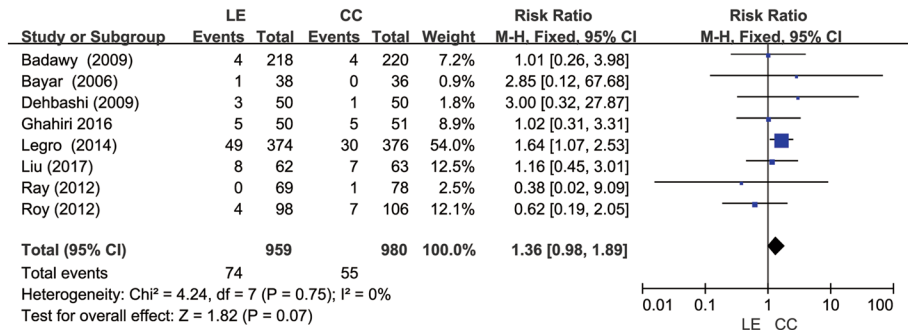 LE CC Risk Ratio Risk Ratio
Study or Subgroup Events Total Events Total Weight M-H, Fixed, 95% CI M-H, Fixed, 95% CI
Badawy (2009) 4 218 4 220 7.2% 1.01 [0.26, 3.98]
Bayar (2006) 1 38 0 36 0.9% 2.85 [0.12, 67.68]
Dehbashi (2009) 3 50 1 50 1.8% 3.00 [0.32, 27.87]
Ghahiri 2016 5 50 5 51 8.9% 1.02 [0.31, 3.31]
Legro (2014) 49 374 30 376 54.0% 1.64 [1.07, 2.53]
Liu (2017) 8 62 7 63 12.5% 1.16 [0.45, 3.01]
Ray (2012) 0 69 1 78 2.5% 0.38 [0.02, 9.09]
Roy (2012) 4 98 7 106 12.1% 0.62 [0.19, 2.05]
Total (95% CI) 959 980 100.0% 1.36 [0.98, 1.89]
Total events 74 55
Heterogeneity: Chi² = 4.24, df = 7 (P = 0.75); I² = 0%
Test for overall effect: Z = 1.82 (P = 0.07)
0.01 0.1 1 10 100
LE CC